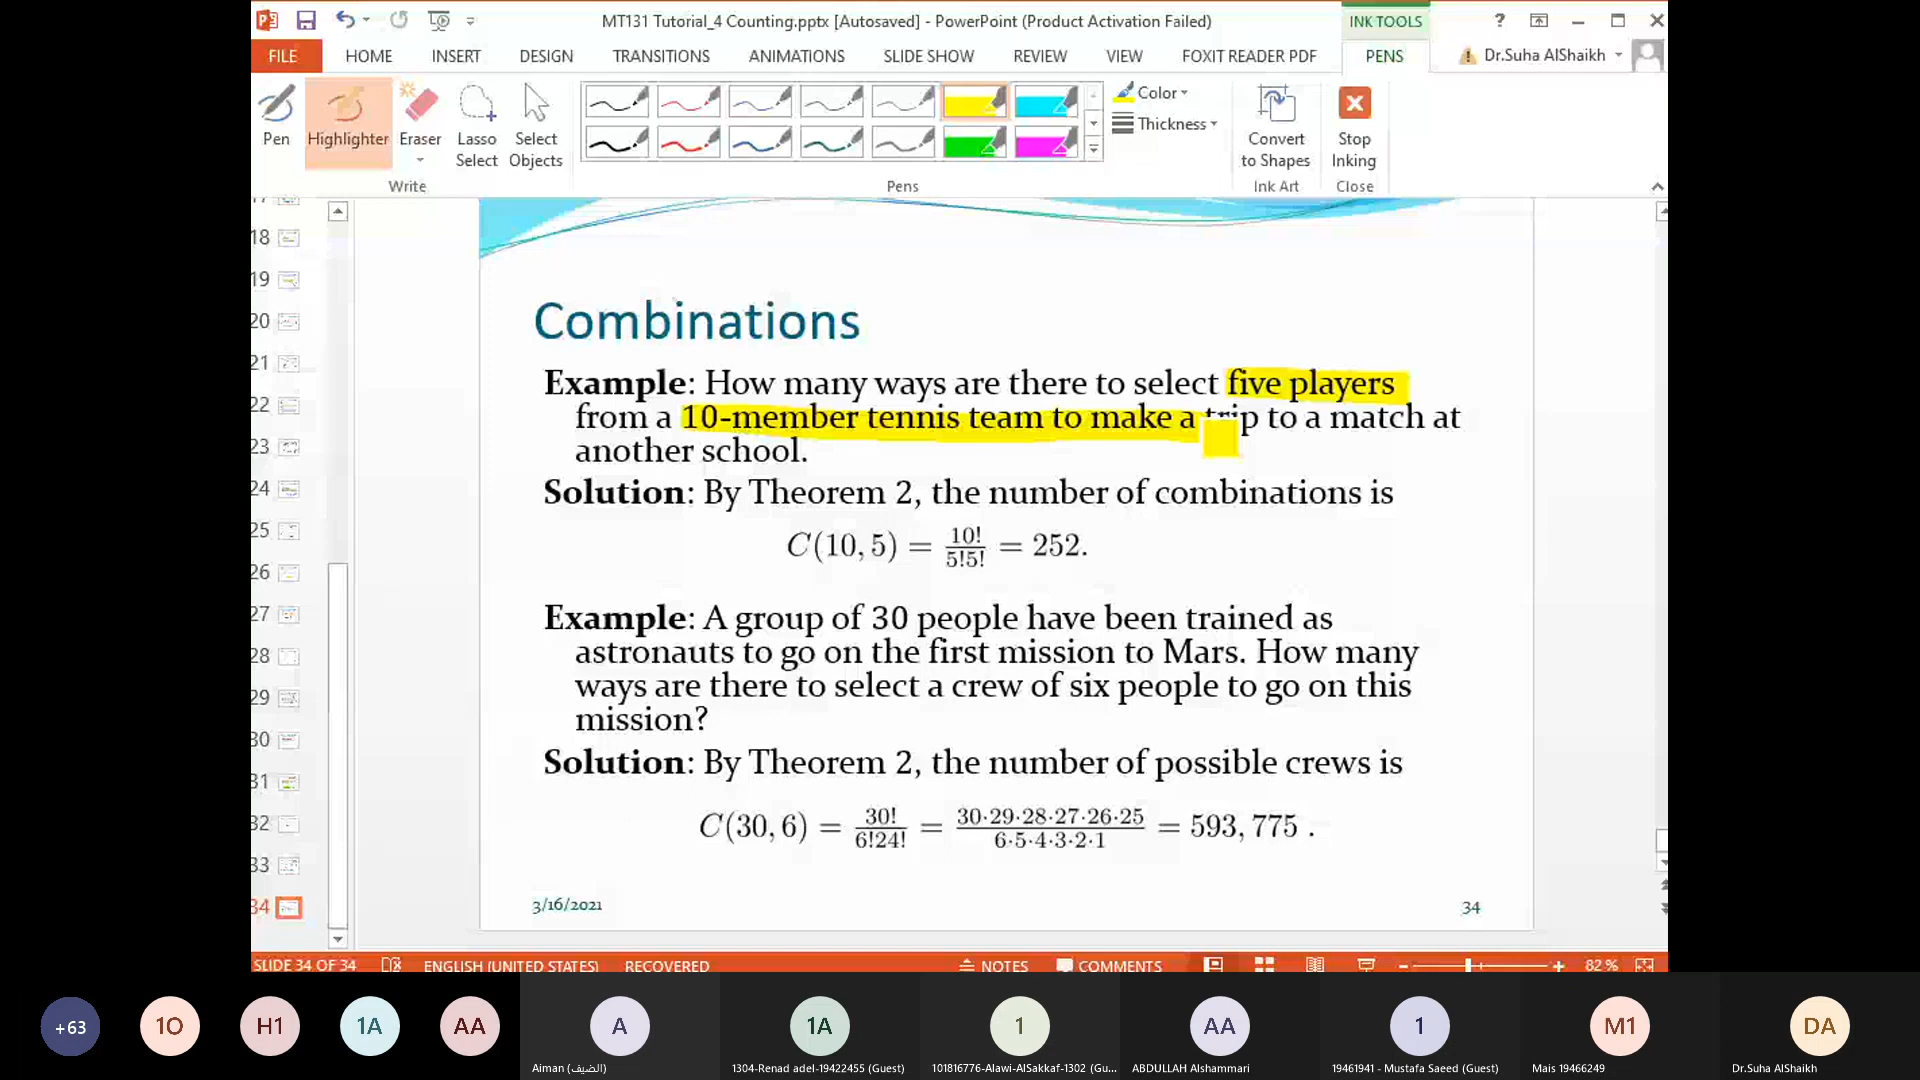 MT131 Tutorial_4 Counting.pptx [Autosaved] - PowerPoint (Product Activation Failed)
INK TOOLS
?
FILE
HOME
INSERT
DESIGN
TRANSITIONS
ANIMATIONS
SLIDE SHOW
REVIEW
VIEW
FOXIT READER PDF
PENS
Dr.Suha AlShaikh
Pen
Highlighter
Eraser
Lasso Select
Select Objects
Color
Thickness
Convert to Shapes
Stop Inking
Write
Pens
Ink Art
Close
18
19
20
21
22
23
24
25
26
27
28
29
30
31
32
33
34
Combinations
Example: How many ways are there to select five players
from a 10-member tennis team to make a trip to a match at
another school.
Solution: By Theorem 2, the number of combinations is
C(10, 5) = 10!/5!5! = 252.
Example: A group of 30 people have been trained as
astronauts to go on the first mission to Mars. How many
ways are there to select a crew of six people to go on this
mission?
Solution: By Theorem 2, the number of possible crews is
C(30, 6) = 30!/6!24! = 30·29·28·27·26·25/6·5·4·3·2·1 = 593, 775 .
3/16/2021
34
SLIDE 34 OF 34
ENGLISH (UNITED STATES)
RECOVERED
NOTES
COMMENTS
82 %
+63
1O
H1
1A
AA
A
1A
1
AA
1
M1
DA
Aiman (الضيف)
1304-Renad adel-19422455 (Guest)
101816776-Alawi-AlSakkaf-1302 (Gu...
ABDULLAH Alshammari
19461941 - Mustafa Saeed (Guest)
Mais 19466249
Dr.Suha AlShaikh